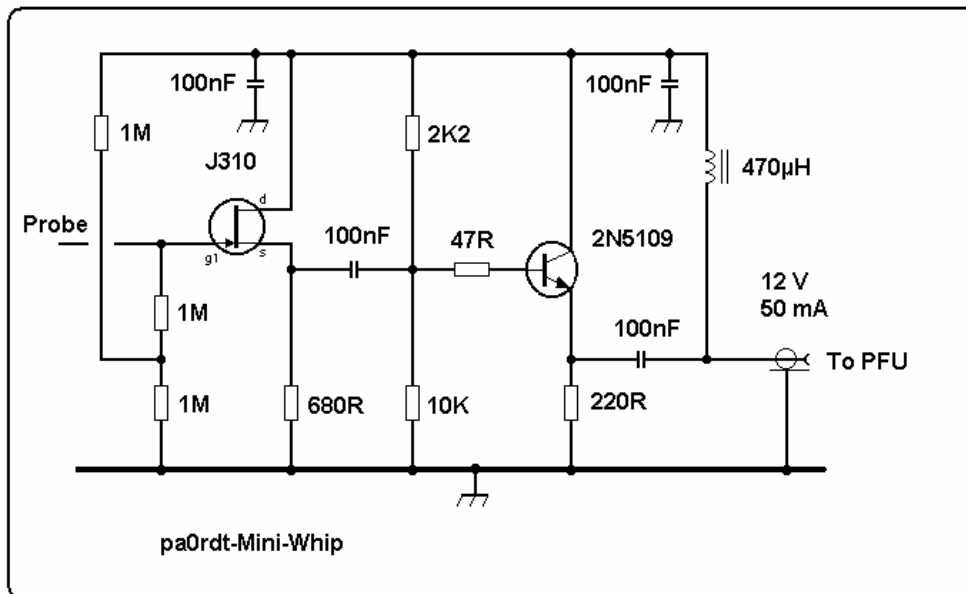 100nF
100nF
1M
2K2
J310
470µH
d
Probe
100nF
47R
2N5109
g1
s
12 V
50 mA
1M
100nF
To PFU
1M
680R
10K
220R
pa0rdt-Mini-Whip